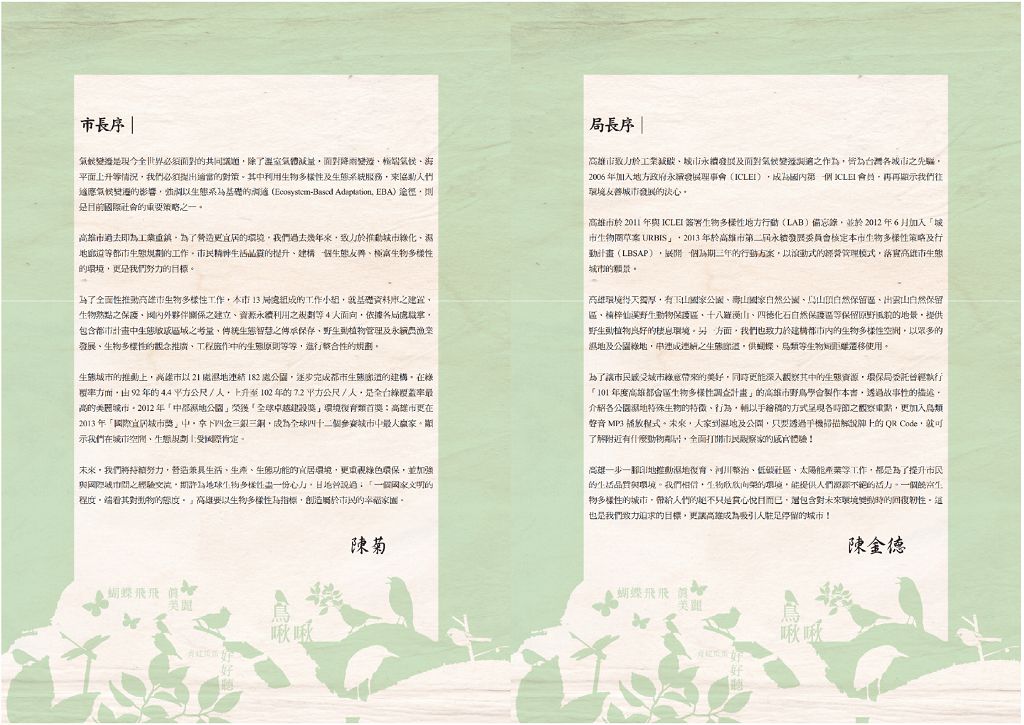 市長序
氣候變遷是現今全世界必須面對的共同議題，除了溫室氣體減量，面對降雨變遷、極端氣候、海
平面上升等情況，我們必須提出適當的對策。其中利用生物多樣性及生態系統服務，來協助人們
適應氣候變遷的影響，強調以生態系為基礎的調適 (Ecosystem-Based Adaptation, EBA) 途徑，則
是目前國際社會的重要策略之一。
高雄市過去即為工業重鎮，為了營造更宜居的環境，我們過去幾年來，致力於推動城市綠化、濕
地廊道等都市生態規劃的工作。市民精神生活品質的提升、建構一個生態友善、極富生物多樣性
的環境，更是我們努力的目標。
為了全面性推動高雄市生物多樣性工作，本市 13 局處組成的工作小組，就基礎資料庫之建置、
生物熱點之保護、國內外夥伴關係之建立、資源永續利用之規劃等 4 大面向，依據各局處職掌，
包含都市計畫中生態敏感區域之考量、傳統生態智慧之傳承保存、野生動植物管理及永續農漁業
發展、生物多樣性的觀念推廣、工程施作中的生態原則等等，進行整合性的規劃。
生態城市的推動上，高雄市以 21 處濕地連結 182 處公園，逐步完成都市生態廊道的建構。在綠
覆率方面，由 92 年的 4.4 平方公尺／人，上升至 102 年的 7.2 平方公尺／人，是全台綠覆蓋率最
高的美麗城市。2012 年「中都濕地公園」榮獲「全球卓越建設獎」環境復育類首獎；高雄市更在
2013 年「國際宜居城市獎」中，拿下四金三銀三銅，成為全球四十二個參賽城市中最大贏家。顯
示我們在城市空間、生態規劃上受國際肯定。
未來，我們將持續努力，營造兼具生活、生產、生態功能的宜居環境，更重視綠色環保，並加強
與國際城市間之經驗交流，期許為地球生物多樣性盡一份心力。甘地曾說過：「一個國家文明的
程度，端看其對動物的態度。」高雄要以生物多樣性為指標，創造屬於市民的幸福家園。
陳菊
蝴蝶飛飛 真
美麗
鳥
啾啾
好好聽
局長序
高雄市致力於工業減碳、城市永續發展及面對氣候變遷調適之作為，皆為台灣各城市之先驅，
2006 年加入地方政府永續發展理事會（ICLEI），成為國內第一個 ICLEI 會員，再再顯示我們往
環境友善城市發展的決心。
高雄市於 2011 年與 ICLEI 簽署生物多樣性地方行動（LAB）備忘錄，並於 2012 年 6 月加入「城
市生物圈草案 URBIS」，2013 年於高雄市第二屆永續發展委員會核定本市生物多樣性策略及行
動計畫（LBSAP），展開一個為期三年的行動方案，以滾動式的經營管理模式，落實高雄市生態
城市的願景。
高雄環境得天獨厚，有玉山國家公園、壽山國家自然公園、烏山頂自然保留區、出雲山自然保留
區、楠梓仙溪野生動物保護區、十八羅漢山、四德化石自然保護區等保留原野風貌的地景，提供
野生動植物良好的棲息環境。另一方面，我們也致力於建構都市內的生物多樣性空間，以眾多的
濕地及公園綠地，串連成連續之生態廊道，供蝴蝶、鳥類等生物短距離遷移使用。
為了讓市民感受城市綠意帶來的美好，同時更能深入觀察其中的生態資源，環保局委託曾經執行
「101 年度高雄都會區生物多樣性調查計畫」的高雄市野鳥學會製作本書，透過故事性的描述，
介紹各公園濕地特殊生物的特徵、行為，輔以手繪稿的方式呈現各時節之觀察重點，更加入鳥類
聲音 MP3 播放程式。未來，人家到濕地及公園，只要透過手機掃描解說牌上的 QR Code，就可
了解附近有什麼動物鄰居，全面打開市民觀察家的感官體驗！
高雄一步一腳印地推動濕地復育、河川整治、低碳社區、太陽能產業等工作，都是為了提升市民
的生活品質與環境。我們相信，生物欣欣向榮的環境，能提供人們源源不絕的活力。一個饒富生
物多樣性的城市，帶給人們的絕不只是賞心悅目而已，還包含對未來環境變動時的回復韌性。這
也是我們致力追求的目標，更讓高雄成為吸引人駐足停留的城市！
陳金德
蝴蝶飛飛 真
美麗
鳥
啾啾
好好聽